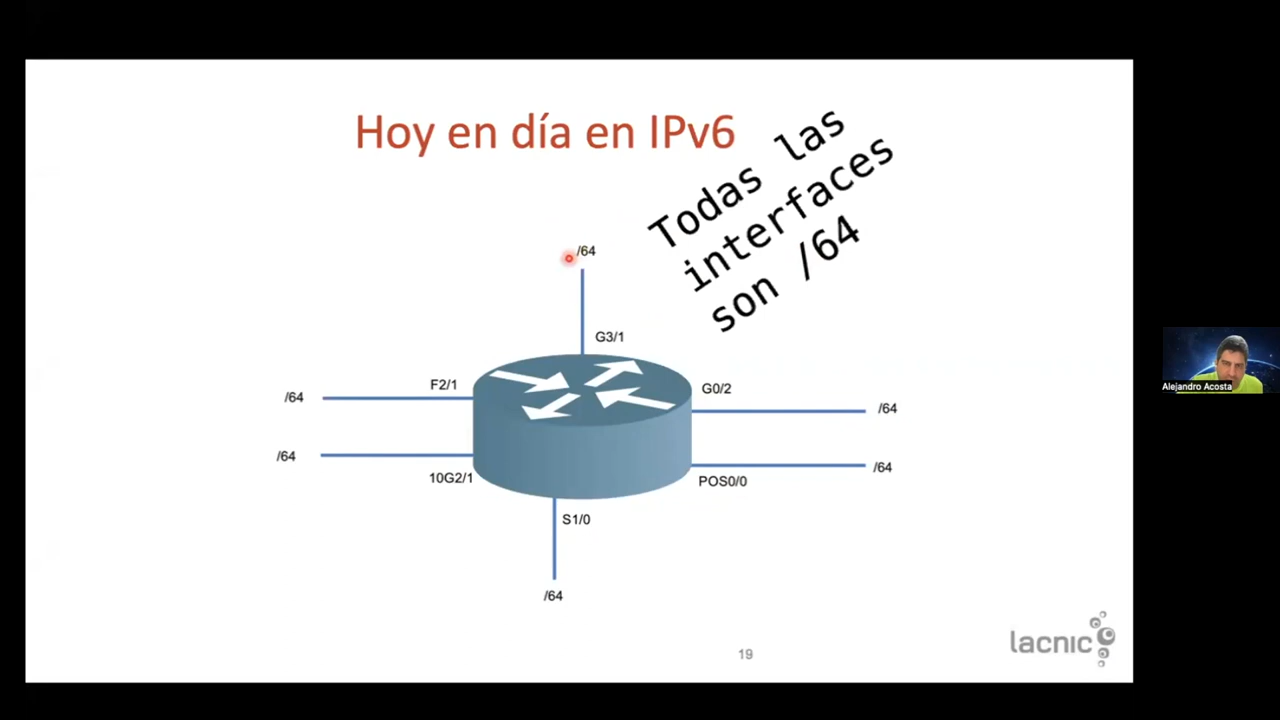 Hoy en día en IPv6
Todas las
interfaces
son /64
/64
G3/1
F2/1
G0/2
/64
/64
/64
/64
10G2/1
POS0/0
S1/0
/64
19
lacnic
Alejandro Acosta